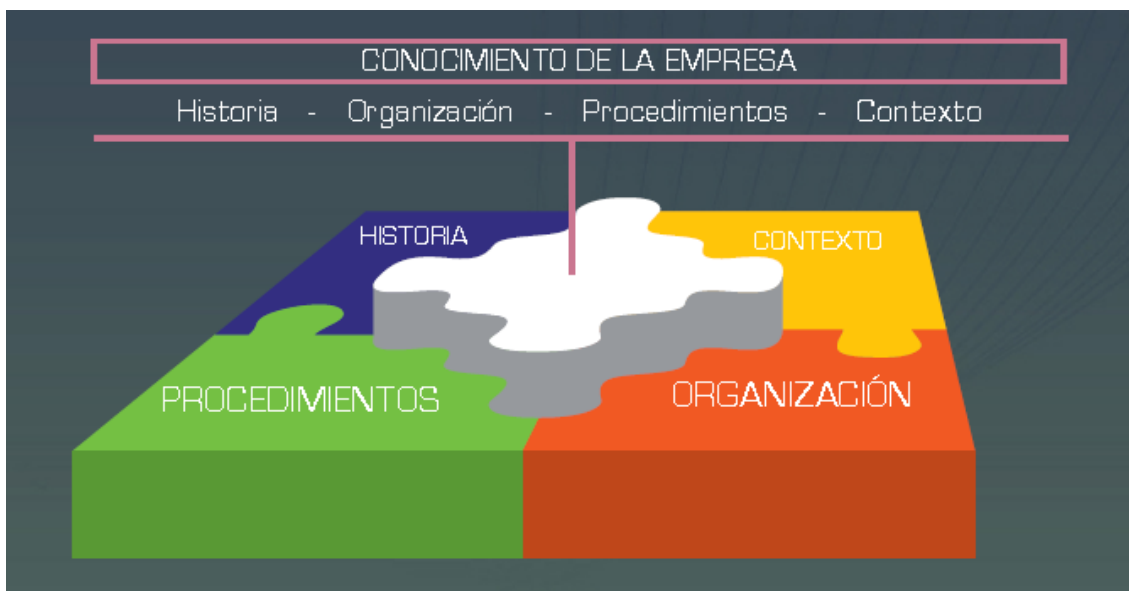 CONOCIMIENTO DE LA EMPRESA
Historia - Organización - Procedimientos - Contexto
HISTORIA
CONTEXTO
PROCEDIMIENTOS
ORGANIZACIÓN